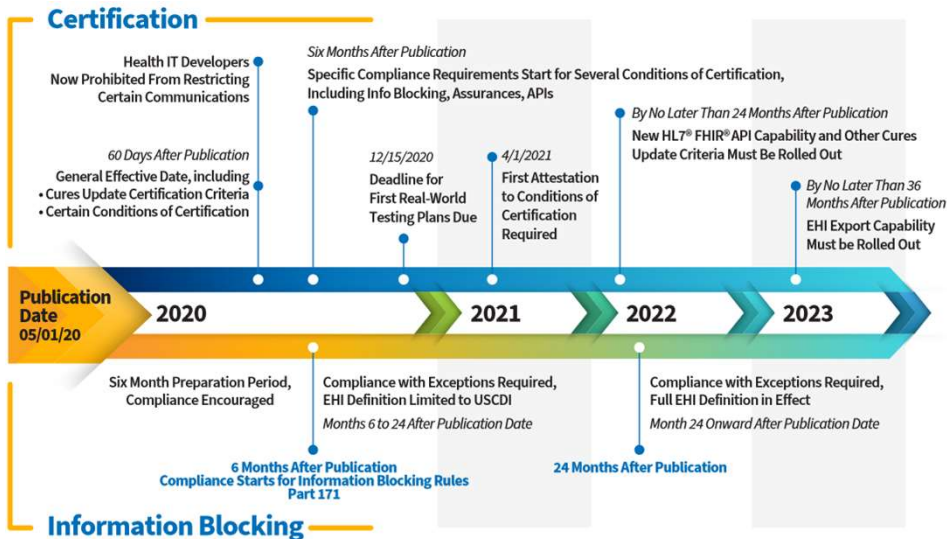 Certification
Health IT Developers
Now Prohibited From Restricting
Certain Communications
60 Days After Publication
General Effective Date, including
• Cures Update Certification Criteria
• Certain Conditions of Certification
Six Months After Publication
Specific Compliance Requirements Start for Several Conditions of Certification,
Including Info Blocking, Assurances, APIs
12/15/2020
Deadline for
First Real-World
Testing Plans Due
4/1/2021
First Attestation
to Conditions of
Certification
Required
By No Later Than 24 Months After Publication
New HL7® FHIR® API Capability and Other Cures
Update Criteria Must Be Rolled Out
By No Later Than 36
Months After Publication
EHI Export Capability
Must be Rolled Out
Publication
Date
05/01/20
2020
2021
2022
2023
Six Month Preparation Period,
Compliance Encouraged
Compliance with Exceptions Required,
EHI Definition Limited to USCDI
Months 6 to 24 After Publication Date
Compliance with Exceptions Required,
Full EHI Definition in Effect
Month 24 Onward After Publication Date
6 Months After Publication
Compliance Starts for Information Blocking Rules
Part 171
24 Months After Publication
Information Blocking